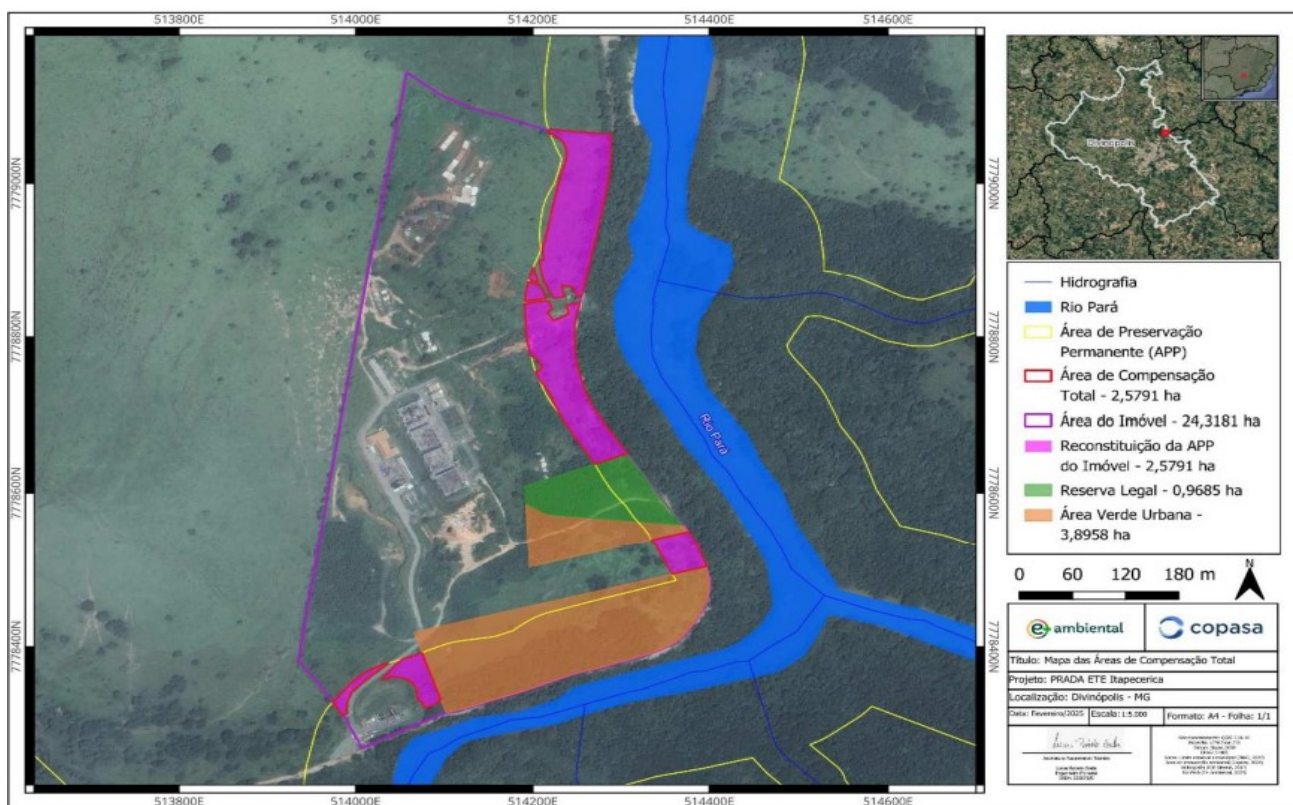 513800E
514000E
514200E
514400E
514600E
7779000N
7778800N
7778600N
7778400N
7779000N
7778800N
7778600N
7778400N
Rio Pará
513800E
514000E
514200E
514400E
514600E
Divinópolis
Hidrografia
Rio Pará
Área de Preservação
Permanente (APP)
Área de Compensação
Total - 2,5791 ha
Área do Imóvel - 24,3181 ha
Reconstituição da APP
do Imóvel - 2,5791 ha
Reserva Legal - 0,9685 ha
Área Verde Urbana -
3,8958 ha
0 60 120 180 m
N
e ambiental
copasa
Título: Mapa das Áreas de Compensação Total
Projeto: PRADA ETE Itapecerica
Localização: Divinópolis - MG
Data: Fevereiro/2025 Escala: 1:5.000 Formato: A4 - Folha: 1/1